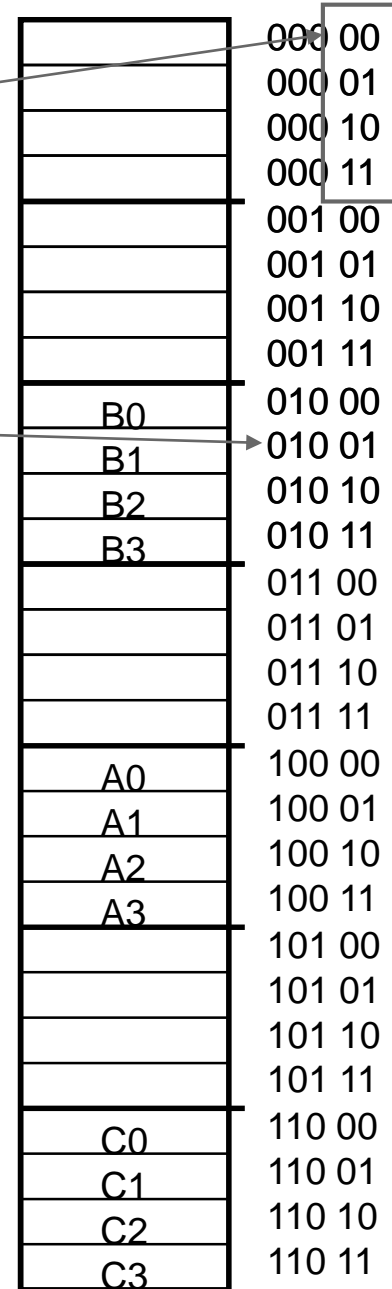 000 00
000 01
000 10
000 11
001 00
001 01
001 10
001 11
B0 010 00
B1 010 01
B2 010 10
B3 010 11
011 00
011 01
011 10
011 11
A0 100 00
A1 100 01
A2 100 10
A3 100 11
101 00
101 01
101 10
101 11
C0 110 00
C1 110 01
C2 110 10
C3 110 11